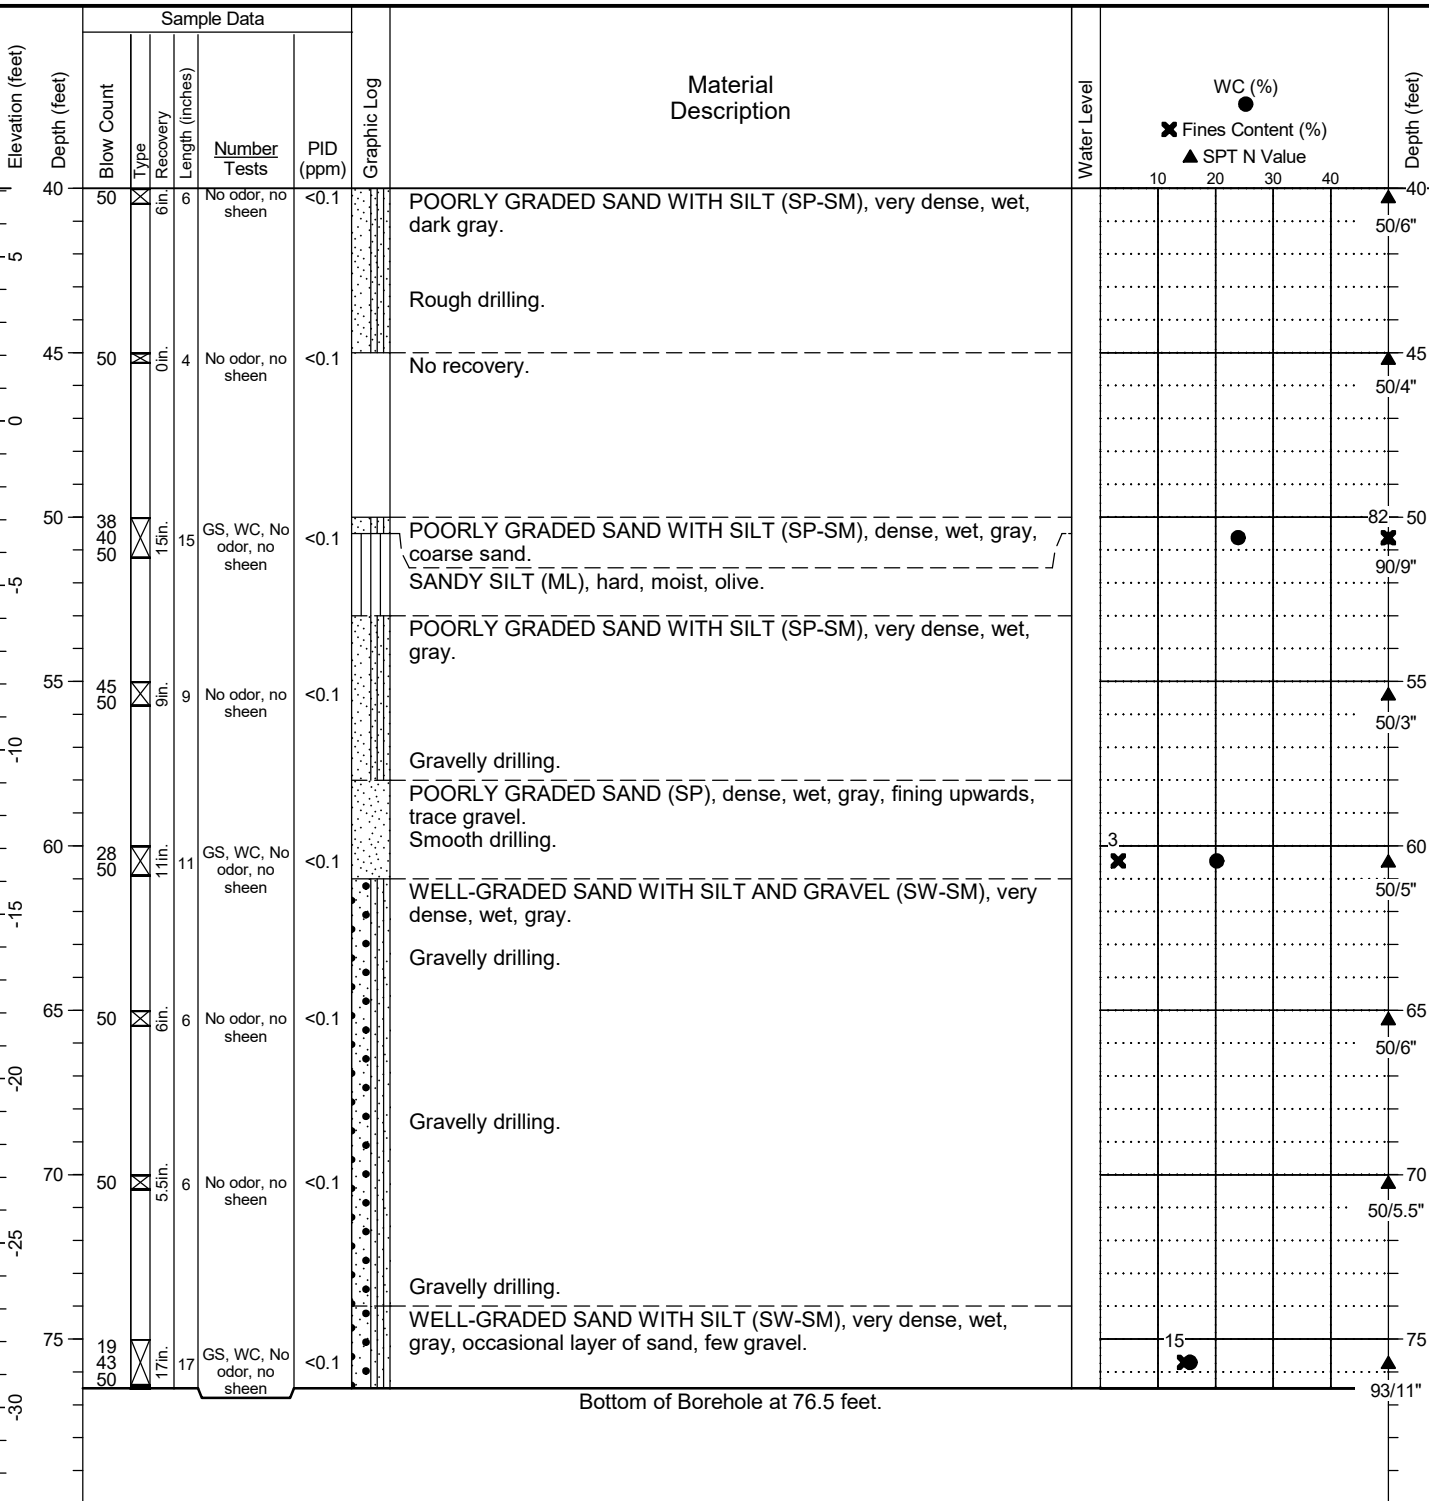 Sample Data
Elevation (feet)
Depth (feet)
Blow Count
Type
Recovery
Length (inches)
Number
Tests
PID
(ppm)
Graphic Log
Material
Description
Water Level
WC (%)
Fines Content (%)
SPT N Value
10 20 30 40
Depth (feet)
40
50
6in.
6
No odor, no
sheen
<0.1
POORLY GRADED SAND WITH SILT (SP-SM), very dense, wet,
dark gray.
40
50/6"
5
Rough drilling.
45
50
0in.
4
No odor, no
sheen
<0.1
No recovery.
45
50/4"
0
50
38
40
50
15in.
15
GS, WC, No
odor, no
sheen
<0.1
POORLY GRADED SAND WITH SILT (SP-SM), dense, wet, gray,
coarse sand.
82
50
90/9"
-5
SANDY SILT (ML), hard, moist, olive.
POORLY GRADED SAND WITH SILT (SP-SM), very dense, wet,
gray.
55
45
50
9in.
9
No odor, no
sheen
<0.1
55
50/3"
-10
Gravelly drilling.
POORLY GRADED SAND (SP), dense, wet, gray, fining upwards,
trace gravel.
Smooth drilling.
60
28
50
11in.
11
GS, WC, No
odor, no
sheen
<0.1
3
60
50/5"
WELL-GRADED SAND WITH SILT AND GRAVEL (SW-SM), very
dense, wet, gray.
-15
Gravelly drilling.
65
50
6in.
6
No odor, no
sheen
<0.1
65
50/6"
-20
Gravelly drilling.
70
50
5.5in.
6
No odor, no
sheen
<0.1
70
50/5.5"
-25
Gravelly drilling.
WELL-GRADED SAND WITH SILT (SW-SM), very dense, wet,
gray, occasional layer of sand, few gravel.
75
19
43
50
17in.
17
GS, WC, No
odor, no
sheen
<0.1
15
75
93/11"
-30
Bottom of Borehole at 76.5 feet.